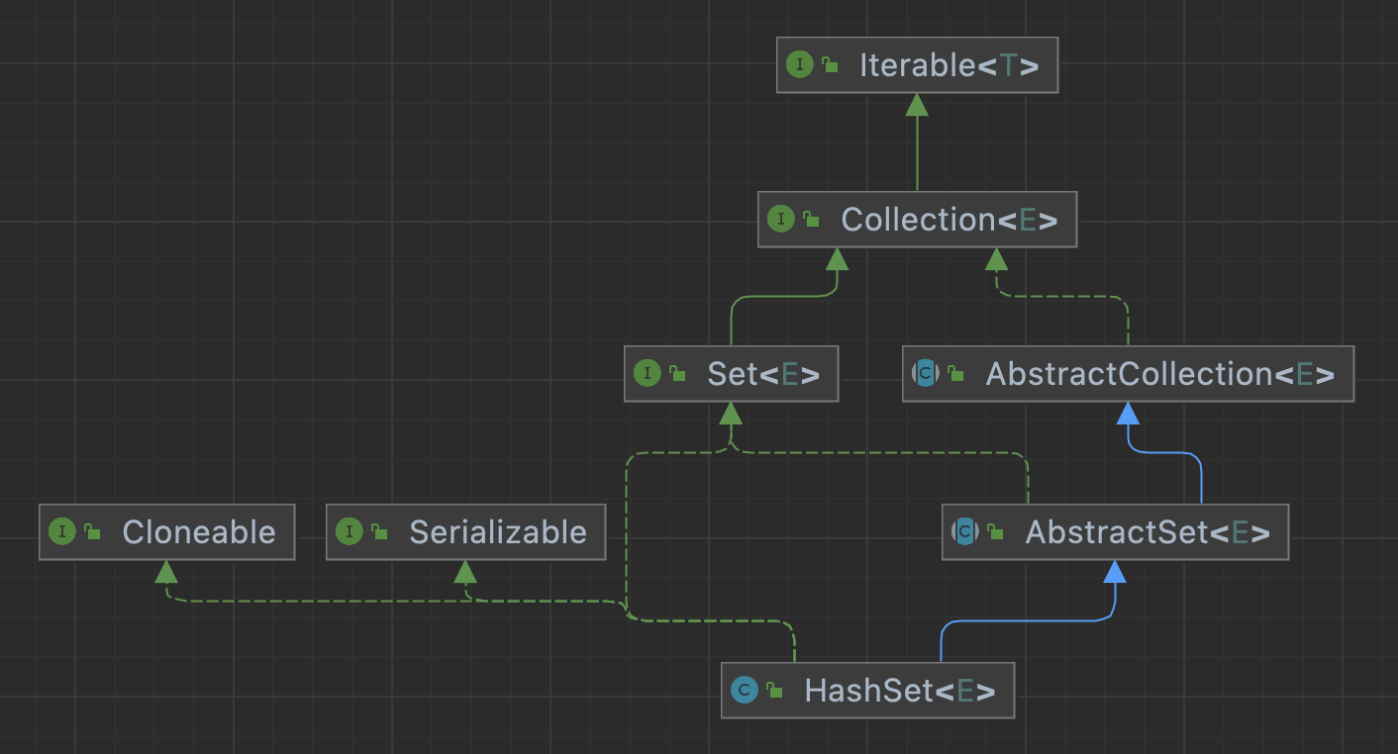 I Iterable<T>
I Collection<E>
I Set<E>
C AbstractCollection<E>
I Cloneable
I Serializable
C AbstractSet<E>
C HashSet<E>